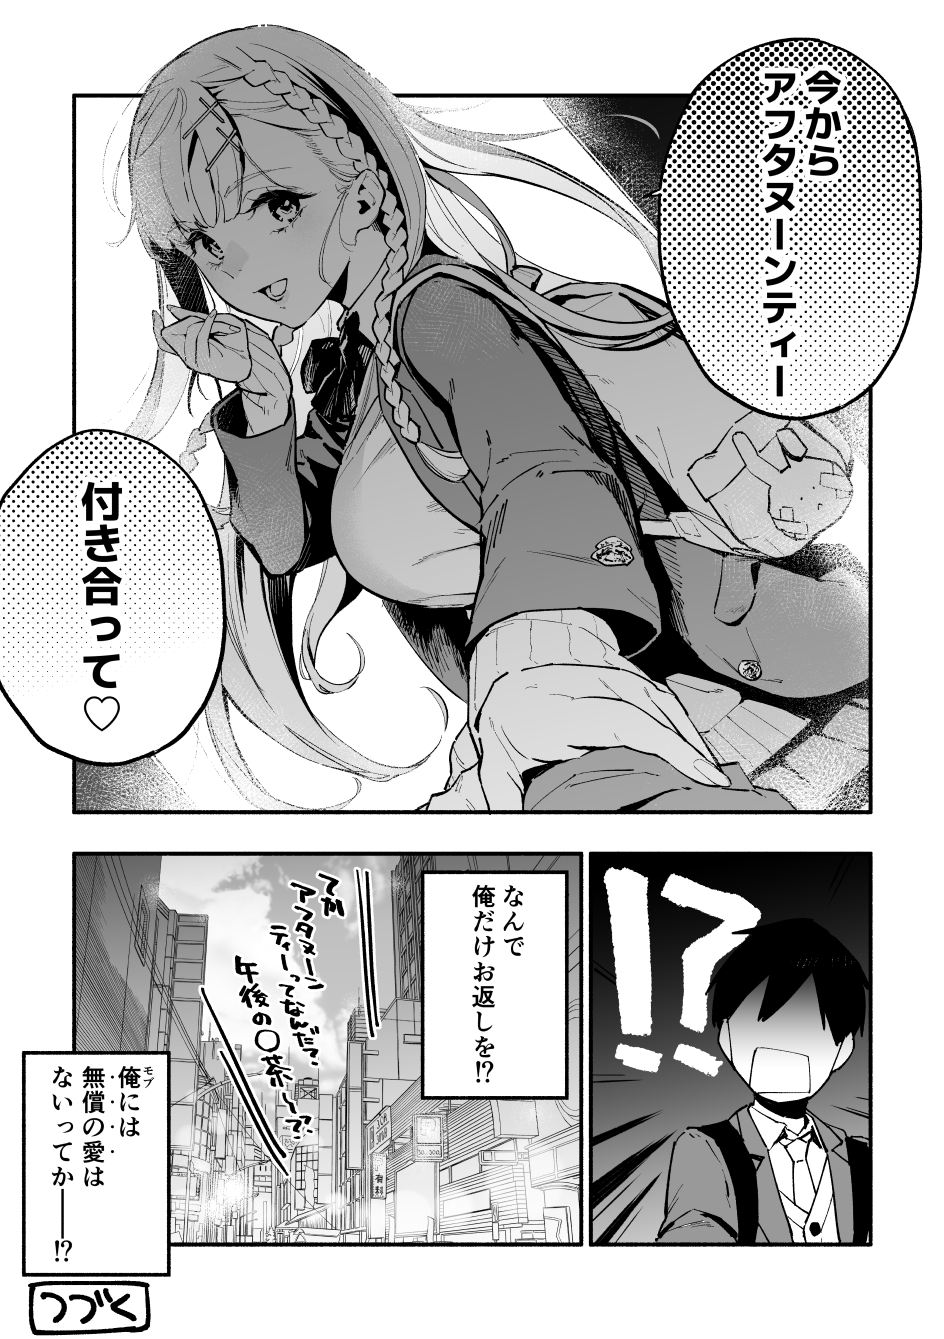 今から
アフタヌーンティー
付き合って♡
!?
なんで
俺だけお返しを!?
てか
アフタヌーン
ティーってなんだ?
午後の〇茶〜?
俺には
モブ
無償の愛は
ないってか――!?
つづく
有料